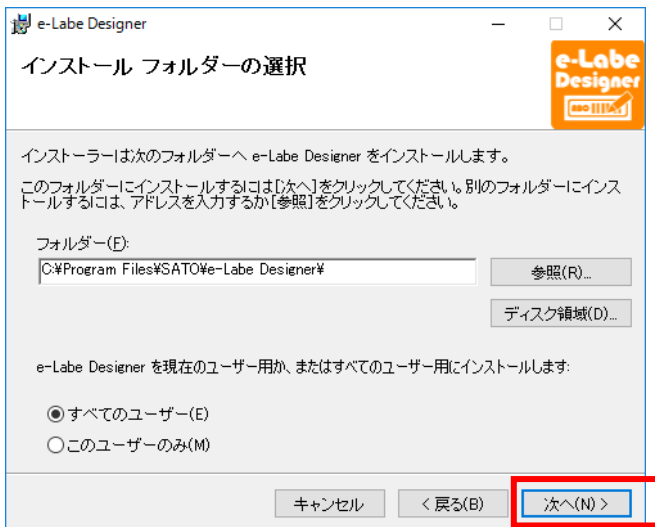 e-Labe Designer
インストール フォルダーの選択
e-Labe
Designer
ABC
インストーラーは次のフォルダーへ e-Labe Designer をインストールします。
このフォルダーにインストールするには[次へ]をクリックしてください。別のフォルダーにインス
トールするには、アドレスを入力するか[参照]をクリックしてください。
フォルダー(F):
C:¥Program Files¥SATO¥e-Labe Designer¥
参照(R)...
ディスク領域(D)...
e-Labe Designer を現在のユーザー用か、またはすべてのユーザー用にインストールします:
すべてのユーザー(E)
このユーザーのみ(M)
キャンセル
< 戻る(B)
次へ(N) >